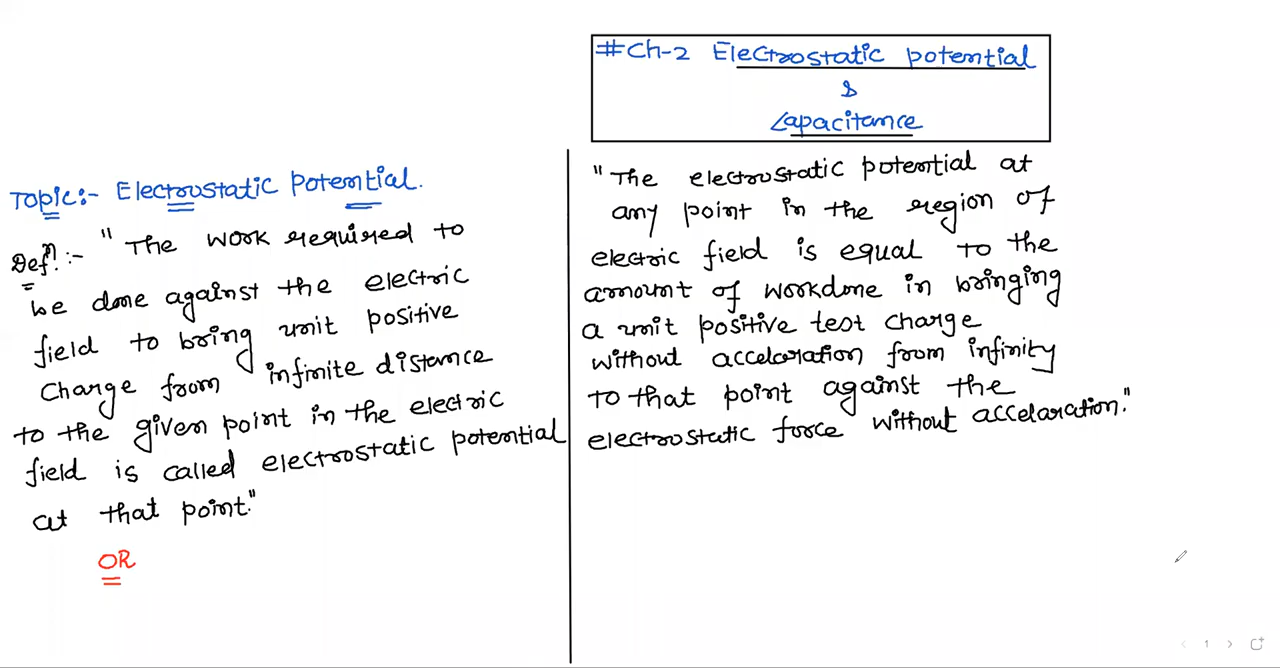 #Ch-2 Electrostatic potential
&
Capacitance
Topic:- Electrostatic Potential.
Defⁿ:- "The work required to
be done against the electric
field to bring unit positive
Charge from infinite distance
to the given point in the electric
field is called electrostatic potential
at that point."
OR
"The electrostatic potential at
any point in the region of
electric field is equal to the
amount of workdone in bringing
a unit positive test charge
without acceleration from infinity
to that point against the
electrostatic force without accelaration."
1